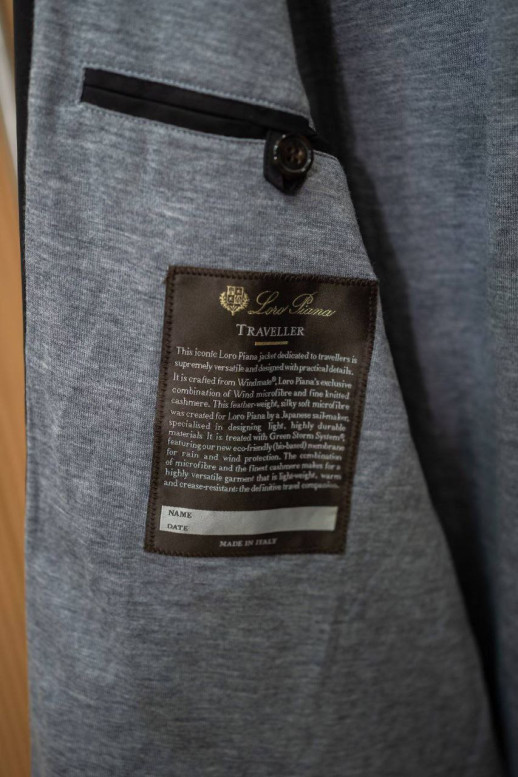 Loro Piana
TRAVELLER
This iconic Loro Piana jacket dedicated to travellers is
supremely versatile and designed with practical details.
It is crafted from Windmate®, Loro Piana's exclusive
combination of Wind microfibre and fine knitted
cashmere. This feather-weight, silky soft microfibre
was created for Loro Piana by a Japanese sail-maker,
specialised in designing light, highly durable
materials. It is treated with Green Storm System®,
featuring our new eco-friendly (bio-based) membrane
for rain and wind protection. The combination
of microfibre and the finest cashmere makes for a
highly versatile garment that is light-weight, warm
and crease-resistant: the definitive travel companion.
NAME
DATE
MADE IN ITALY